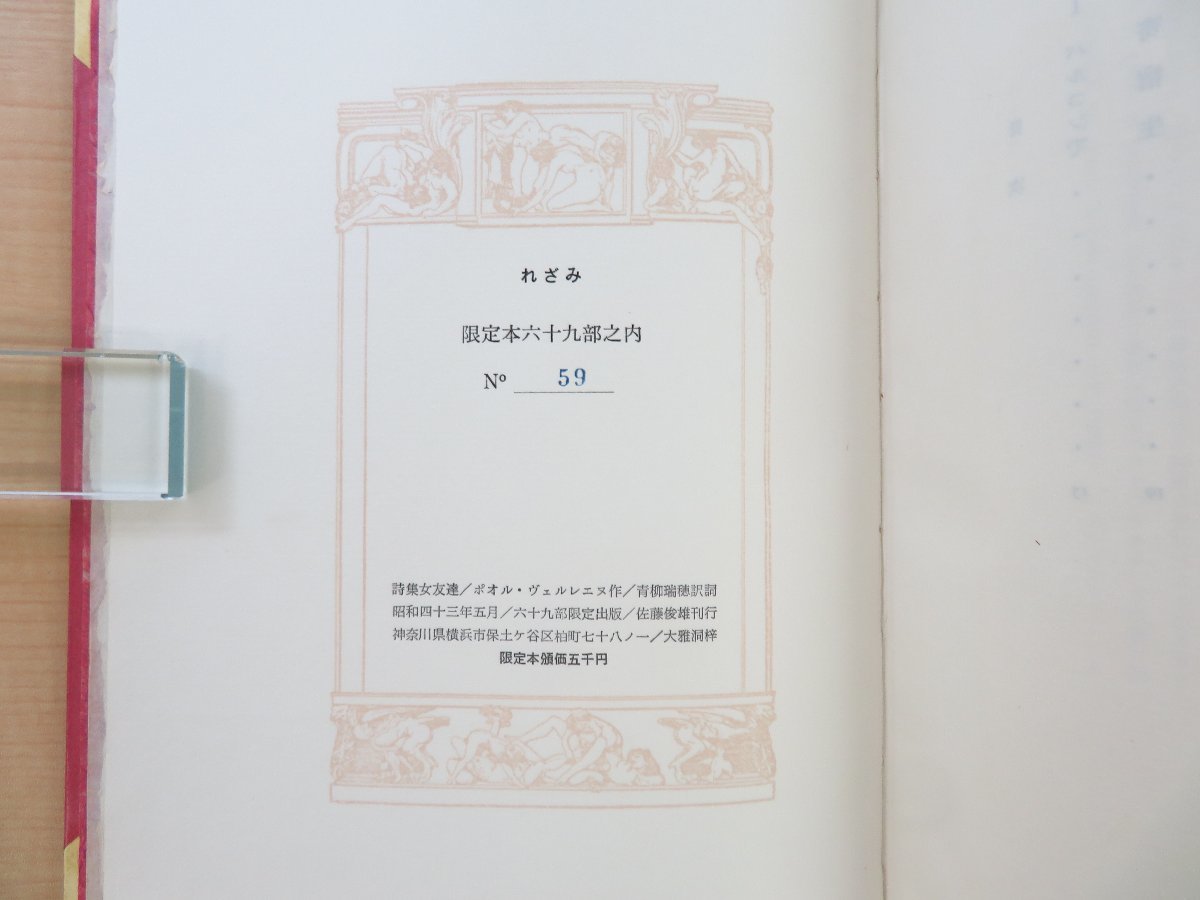 れざみ
限定本六十九部之内
Nº 59
詩集女友達／ポオル・ヴェルレエヌ作／青柳瑞穂訳詞
昭和四十三年五月／六十九部限定出版／佐藤俊雄刊行
神奈川県横浜市保土ケ谷区柏町七十八ノ一／大雅洞梓
限定本頒価五千円